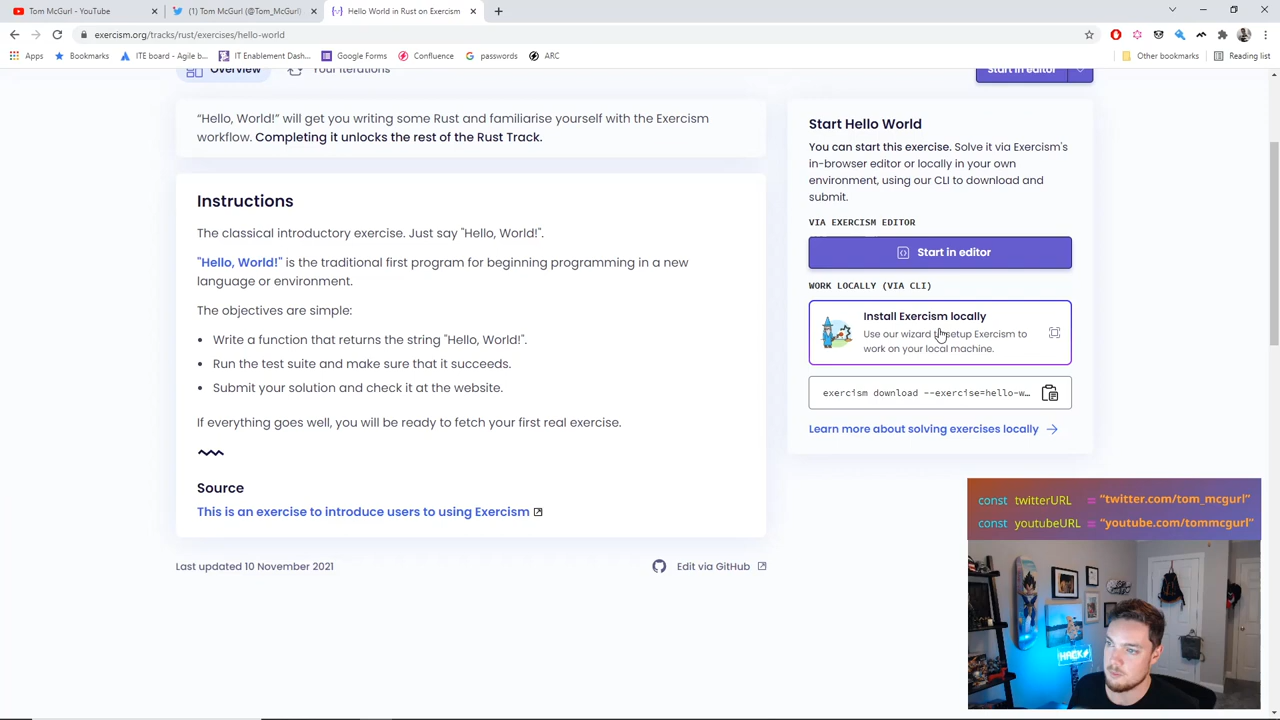 Tom McGurl - YouTube
(1) Tom McGurl (@Tom_McGurl)
Hello World in Rust on Exercism
exercism.org/tracks/rust/exercises/hello-world
Apps
Bookmarks
ITE board - Agile b...
IT Enablement Dash...
Google Forms
Confluence
passwords
ARC
Other bookmarks
Reading list
Overview
Your iterations
Start in editor
“Hello, World!” will get you writing some Rust and familiarise yourself with the Exercism
workflow. Completing it unlocks the rest of the Rust Track.
Instructions
The classical introductory exercise. Just say "Hello, World!".
"Hello, World!" is the traditional first program for beginning programming in a new
language or environment.
The objectives are simple:
• Write a function that returns the string "Hello, World!".
• Run the test suite and make sure that it succeeds.
• Submit your solution and check it at the website.
If everything goes well, you will be ready to fetch your first real exercise.
Source
This is an exercise to introduce users to using Exercism
Last updated 10 November 2021
Edit via GitHub
Start Hello World
You can start this exercise. Solve it via Exercism's
in-browser editor or locally in your own
environment, using our CLI to download and
submit.
VIA EXERCISM EDITOR
Start in editor
WORK LOCALLY (VIA CLI)
Install Exercism locally
Use our wizard to setup Exercism to
work on your local machine.
exercism download --exercise=hello-w...
Learn more about solving exercises locally
const twitterURL = “twitter.com/tom_mcgurl”
const youtubeURL = “youtube.com/tommcgurl”
HACK